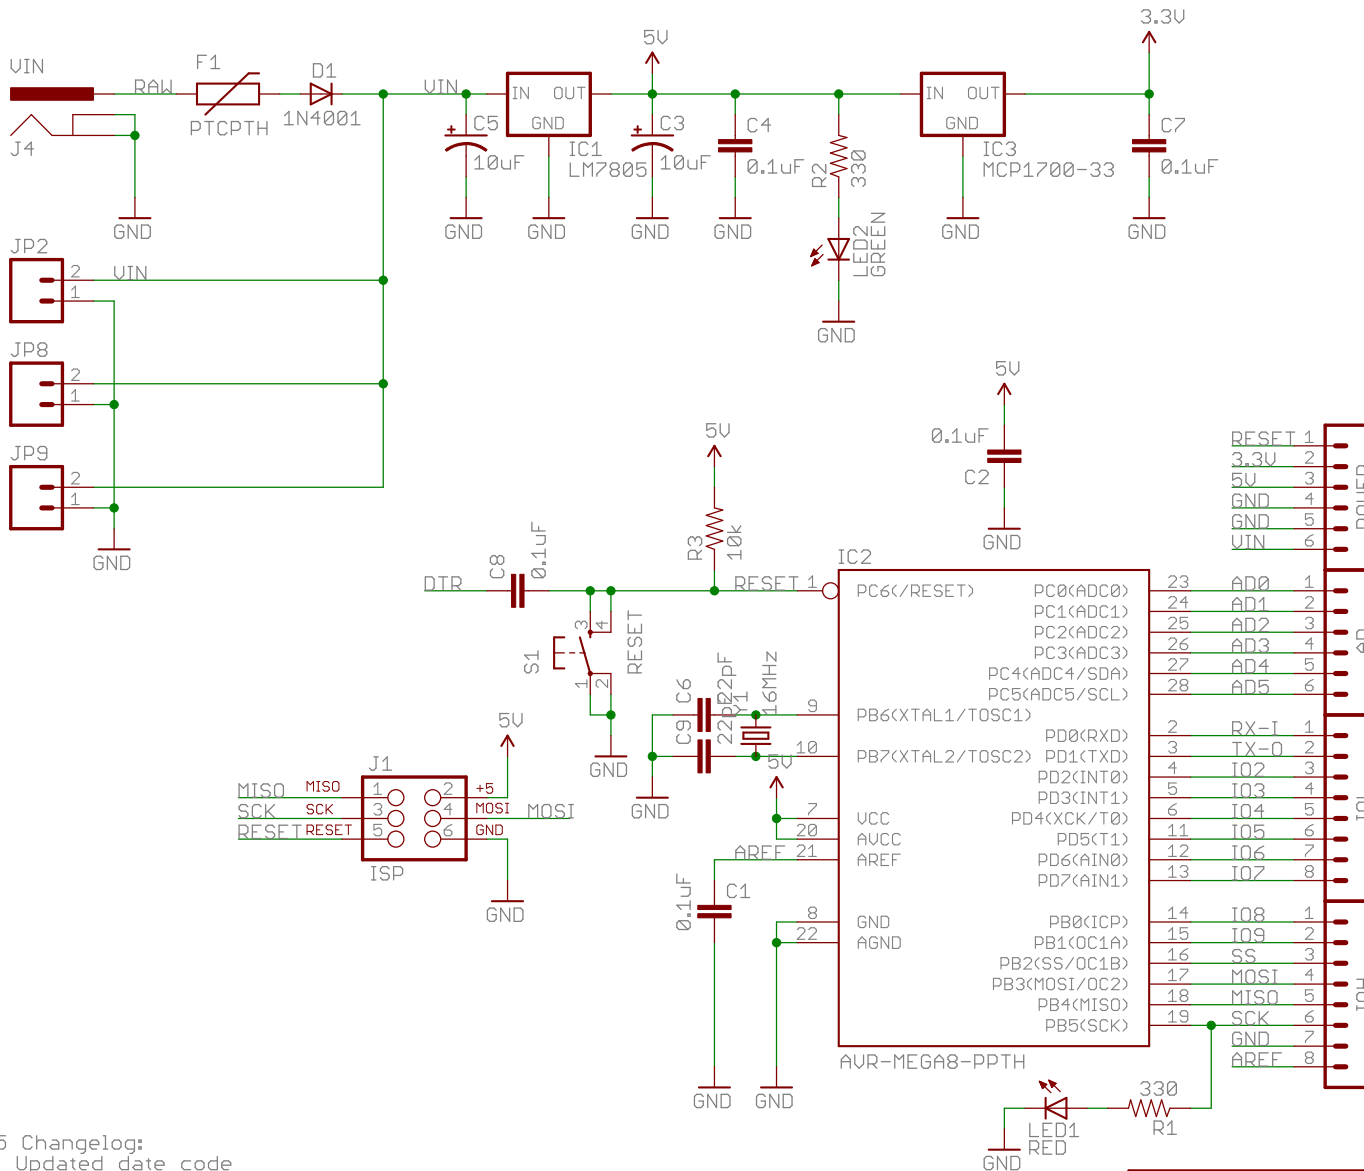 VIN
RAW
F1
PTCPTH
D1
1N4001
J4
GND
VIN
C5
10uF
GND
IN OUT
GND
IC1
LM7805
GND
5V
C3
10uF
GND
C4
0.1uF
GND
R2
330
LED2
GREEN
GND
IN OUT
GND
IC3
MCP1700-33
GND
3.3V
C7
0.1uF
GND
JP2
2 VIN
1
JP8
2
1
JP9
2
1
GND
5V
0.1uF
C2
GND
5V
R3
10k
DTR
C8
0.1uF
RESET 1
S1
3 4
1 2
RESET
GND
C6
22pF
C9
22pF
Y1
16MHz
9
10
GND
5V
7
20
AREF 21
0.1uF
C1
GND
8
22
GND
J1
MISO MISO 1 2 +5
SCK SCK 3 4 MOSI MOSI
RESET RESET 5 6 GND
ISP
5V
GND
IC2
PC6(/RESET)
PB6(XTAL1/TOSC1)
PB7(XTAL2/TOSC2)
VCC
AVCC
AREF
GND
AGND
PC0(ADC0) 23 AD0 1
PC1(ADC1) 24 AD1 2
PC2(ADC2) 25 AD2 3
PC3(ADC3) 26 AD3 4
PC4(ADC4/SDA) 27 AD4 5
PC5(ADC5/SCL) 28 AD5 6
PD0(RXD) 2 RX-I 1
PD1(TXD) 3 TX-O 2
PD2(INT0) 4 IO2 3
PD3(INT1) 5 IO3 4
PD4(XCK/T0) 6 IO4 5
PD5(T1) 11 IO5 6
PD6(AIN0) 12 IO6 7
PD7(AIN1) 13 IO7 8
PB0(ICP) 14 IO8 1
PB1(OC1A) 15 IO9 2
PB2(SS/OC1B) 16 SS 3
PB3(MOSI/OC2) 17 MOSI 4
PB4(MISO) 18 MISO 5
PB5(SCK) 19 SCK 6
GND 7
AREF 8
AVR-MEGA8-PPTH
RESET 1
3.3V 2
5V 3
GND 4
GND 5
VIN 6
330
R1
LED1
RED
GND
5 Changelog:
Updated date code